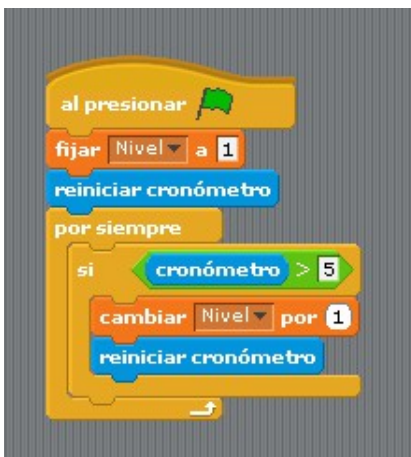 al presionar
fijar Nivel a 1
reiniciar cronómetro
por siempre
si cronómetro > 5
cambiar Nivel por 1
reiniciar cronómetro